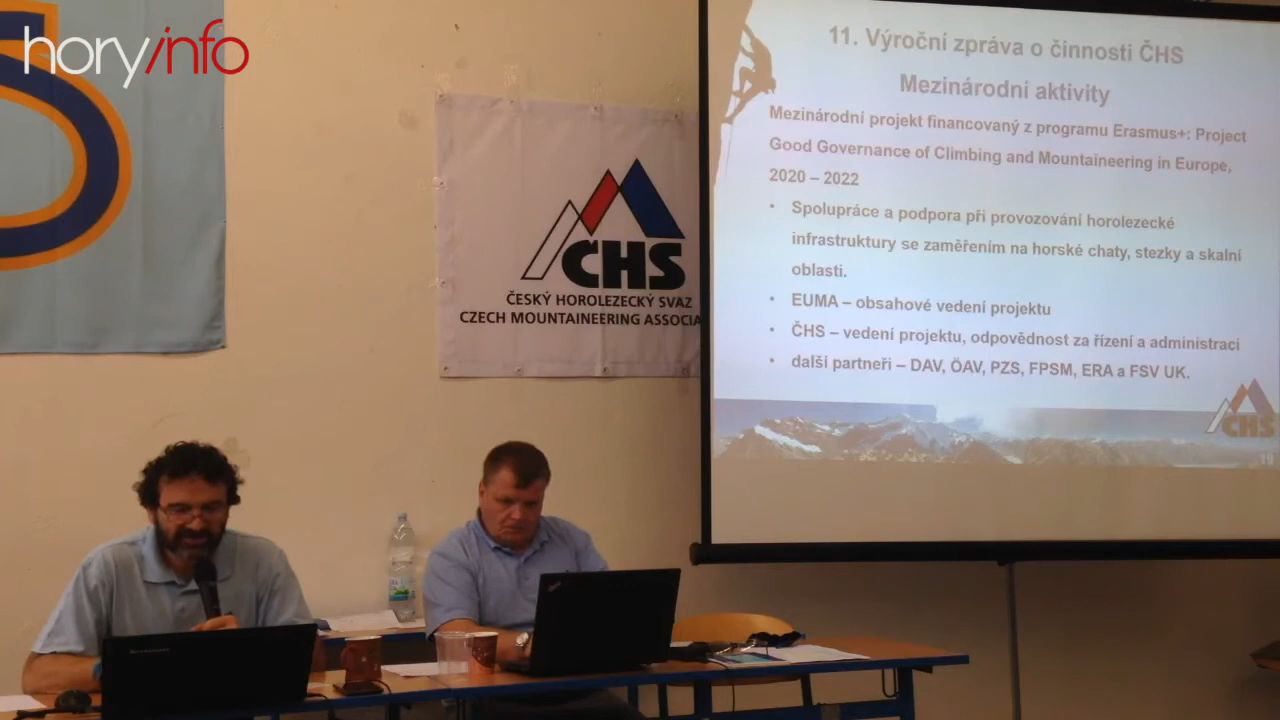 hory/info
S
ČHS
ČESKÝ HOROLEZECKÝ SVAZ
CZECH MOUNTAINEERING ASSOCIA
11. Výroční zpráva o činnosti ČHS
Mezinárodní aktivity
Mezinárodní projekt financovaný z programu Erasmus+: Project
Good Governance of Climbing and Mountaineering in Europe,
2020 – 2022
• Spolupráce a podpora při provozování horolezecké
infrastruktury se zaměřením na horské chaty, stezky a skalní
oblasti.
• EUMA – obsahové vedení projektu
• ČHS – vedení projektu, odpovědnost za řízení a administraci
• další partneři – DAV, ÖAV, PZS, FPSM, ERA a FSV UK.
ČHS